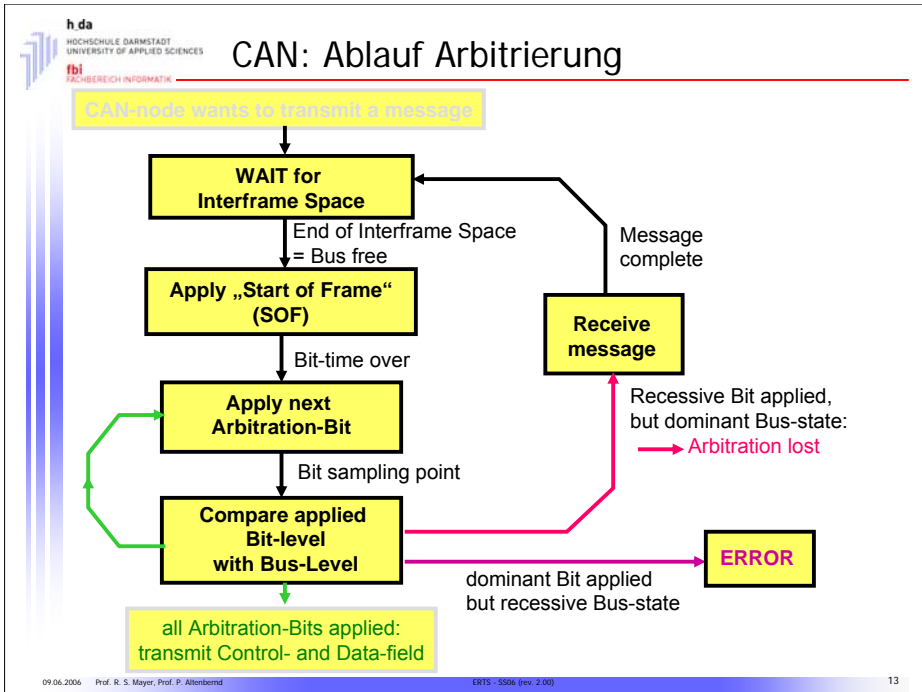 h_da
HOCHSCHULE DARMSTADT
UNIVERSITY OF APPLIED SCIENCES
fbi
FACHBEREICH INFORMATIK
CAN: Ablauf Arbitrierung
CAN-node wants to transmit a message
WAIT for
Interframe Space
End of Interframe Space
= Bus free
Message
complete
Apply „Start of Frame“
(SOF)
Receive
message
Bit-time over
Apply next
Arbitration-Bit
Recessive Bit applied,
but dominant Bus-state:
Arbitration lost
Bit sampling point
Compare applied
Bit-level
with Bus-Level
ERROR
dominant Bit applied
but recessive Bus-state
all Arbitration-Bits applied:
transmit Control- and Data-field
09.06.2006 Prof. R. S. Mayer, Prof. P. Altenbernd
ERTS - SS06 (rev. 2.00)
13